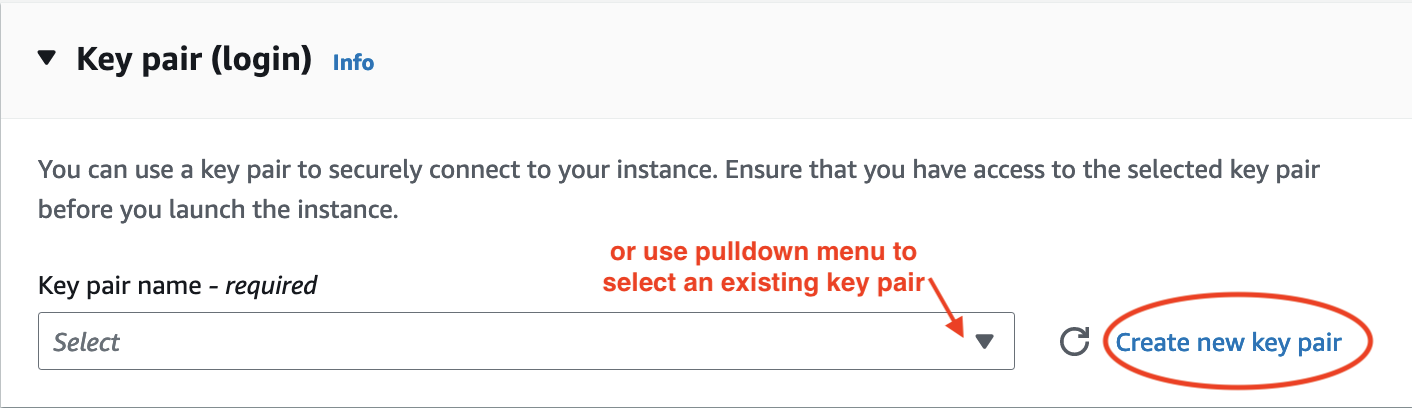 Key pair (login) Info
You can use a key pair to securely connect to your instance. Ensure that you have access to the selected key pair
before you launch the instance.
or use pulldown menu to
select an existing key pair
Key pair name - required
Select
Create new key pair